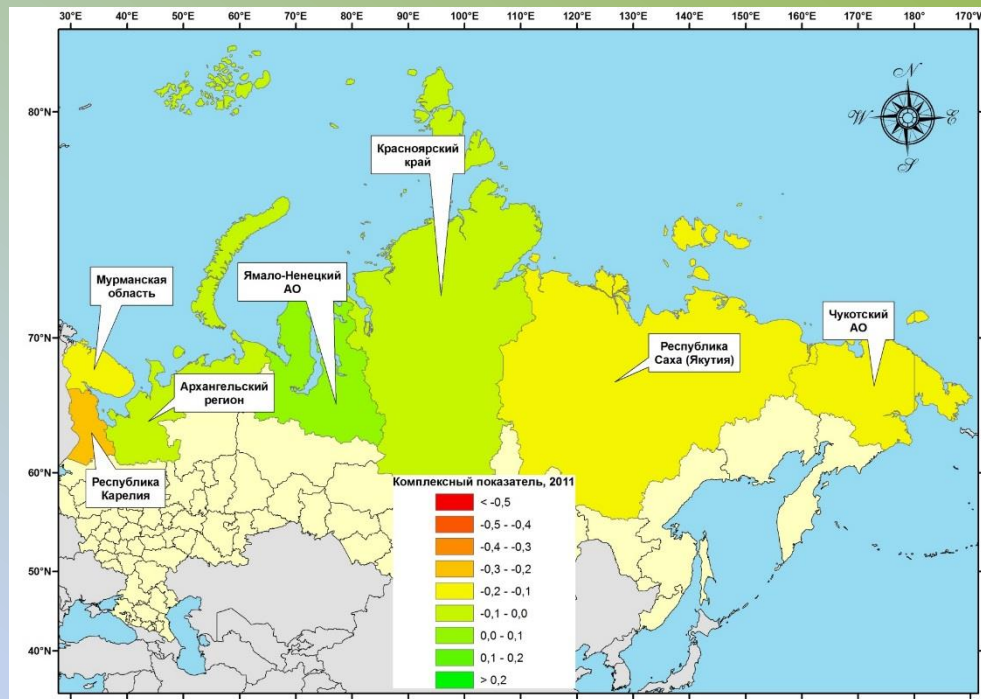 30°E 40°E 50°E 60°E 70°E 80°E 90°E 100°E 110°E 120°E 130°E 140°E 150°E 160°E 170°E 180°E 170°W
80°N
70°N
60°N
50°N
40°N
N
W E
S
Красноярский
край
Мурманская
область
Ямало-Ненецкий
АО
Чукотский
АО
Республика
Саха (Якутия)
Архангельский
регион
Республика
Карелия
Комплексный показатель, 2011
< -0,5
-0,5 - -0,4
-0,4 - -0,3
-0,3 - -0,2
-0,2 - -0,1
-0,1 - 0,0
0,0 - 0,1
0,1 - 0,2
> 0,2